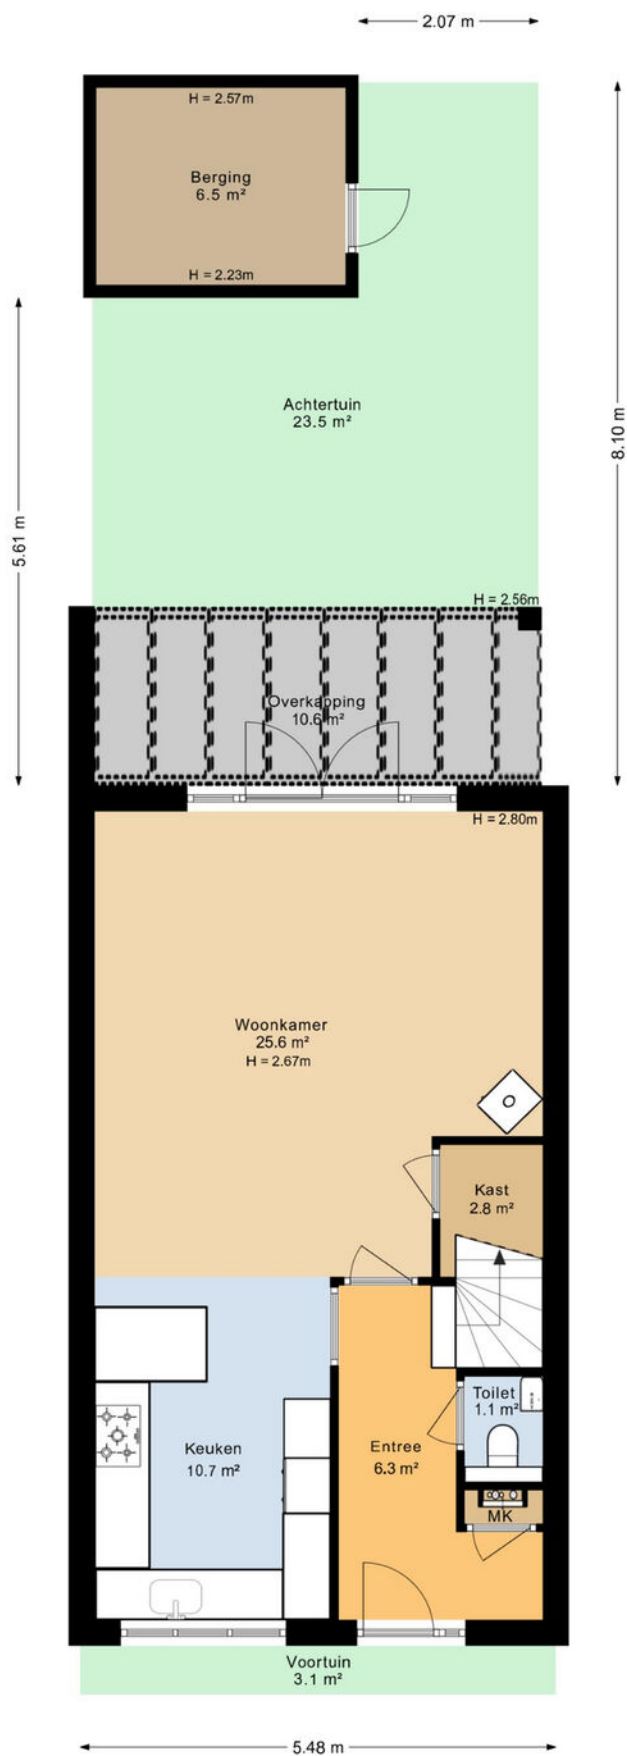 2.07 m
H = 2.57m
Berging
6.5 m²
H = 2.23m
Achtertuin
23.5 m²
8.10 m
5.61 m
H = 2.56m
Overkapping
10.6 m²
H = 2.80m
Woonkamer
25.6 m²
H = 2.67m
Kast
2.8 m²
Toilet
1.1 m²
Keuken
10.7 m²
Entree
6.3 m²
MK
Voortuin
3.1 m²
5.48 m